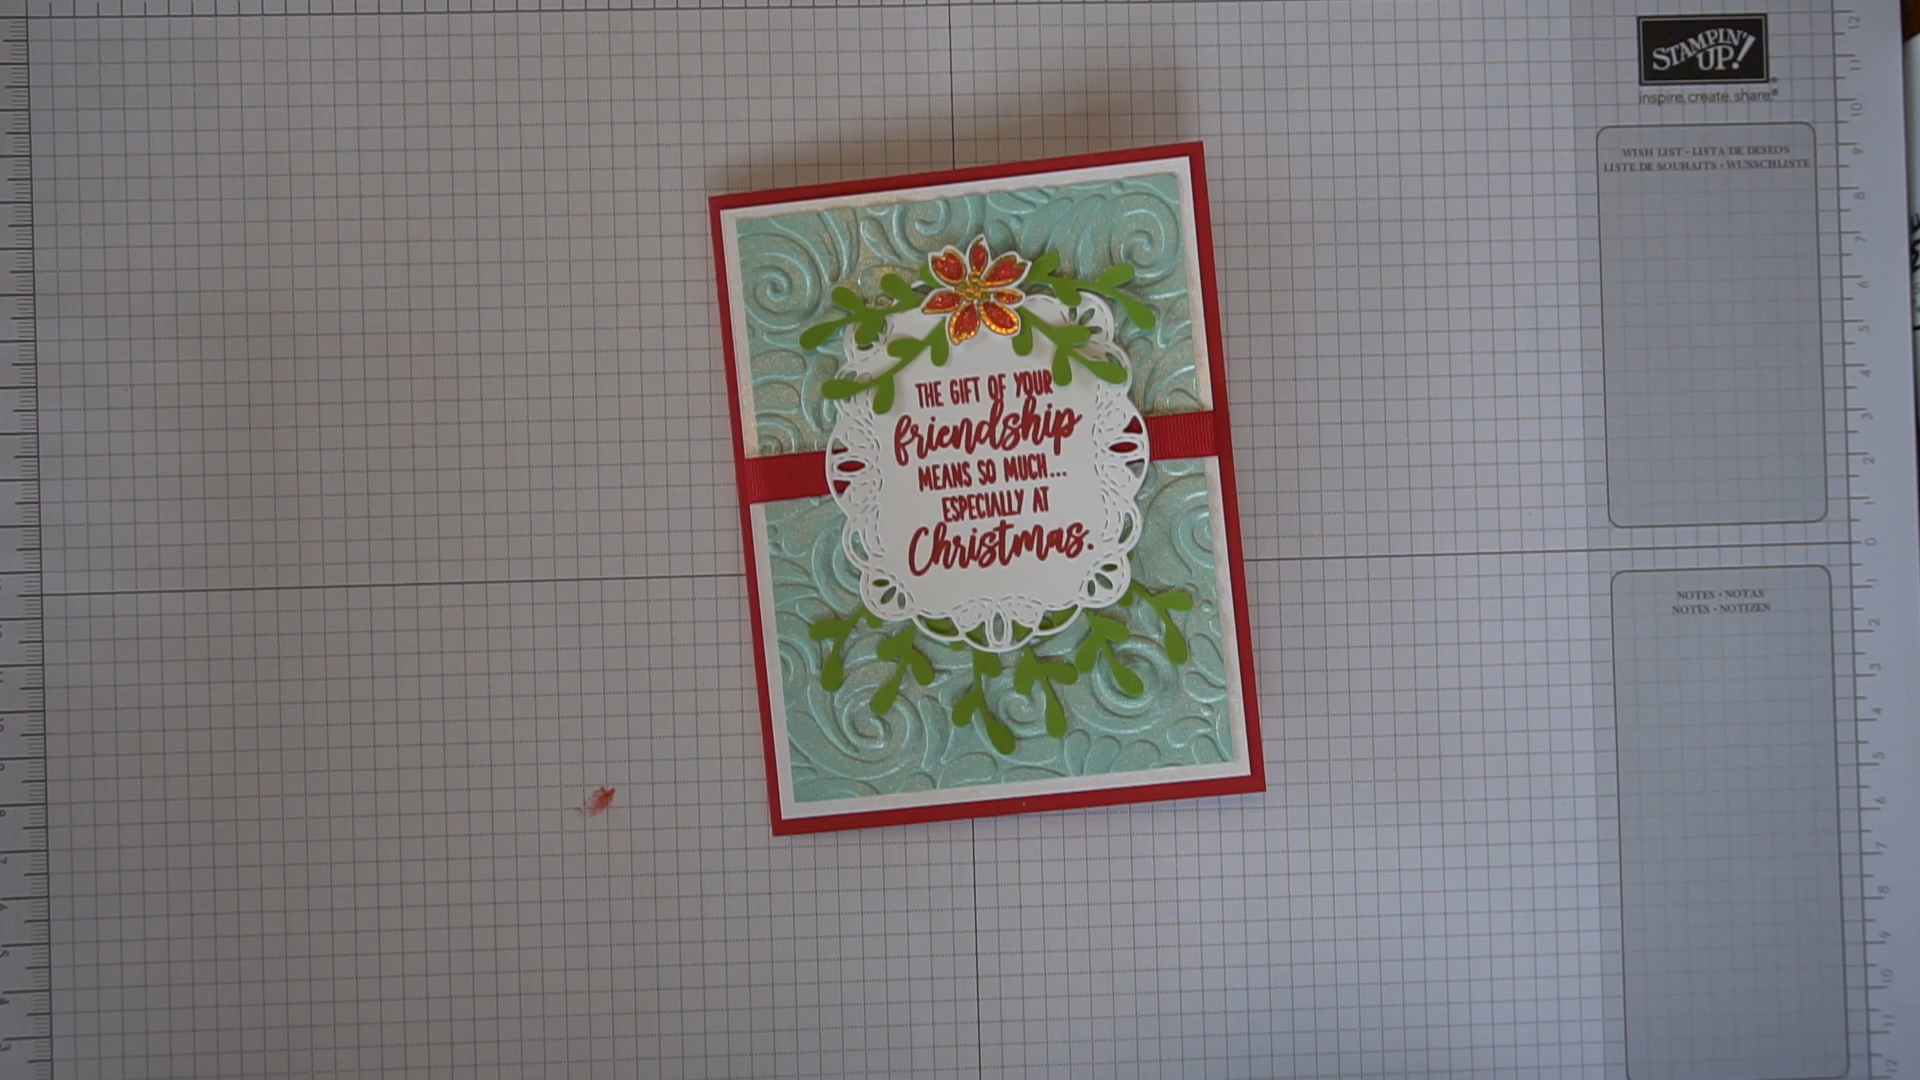 STAMPIN' UP!
inspire. create. share.®
WISH LIST • LISTA DE DESEOS
LISTE DE SOUHAITS • WUNSCHLISTE
THE GIFT OF YOUR
friendship
MEANS SO MUCH...
ESPECIALLY AT
Christmas.
NOTES • NOTAS
NOTES • NOTIZEN